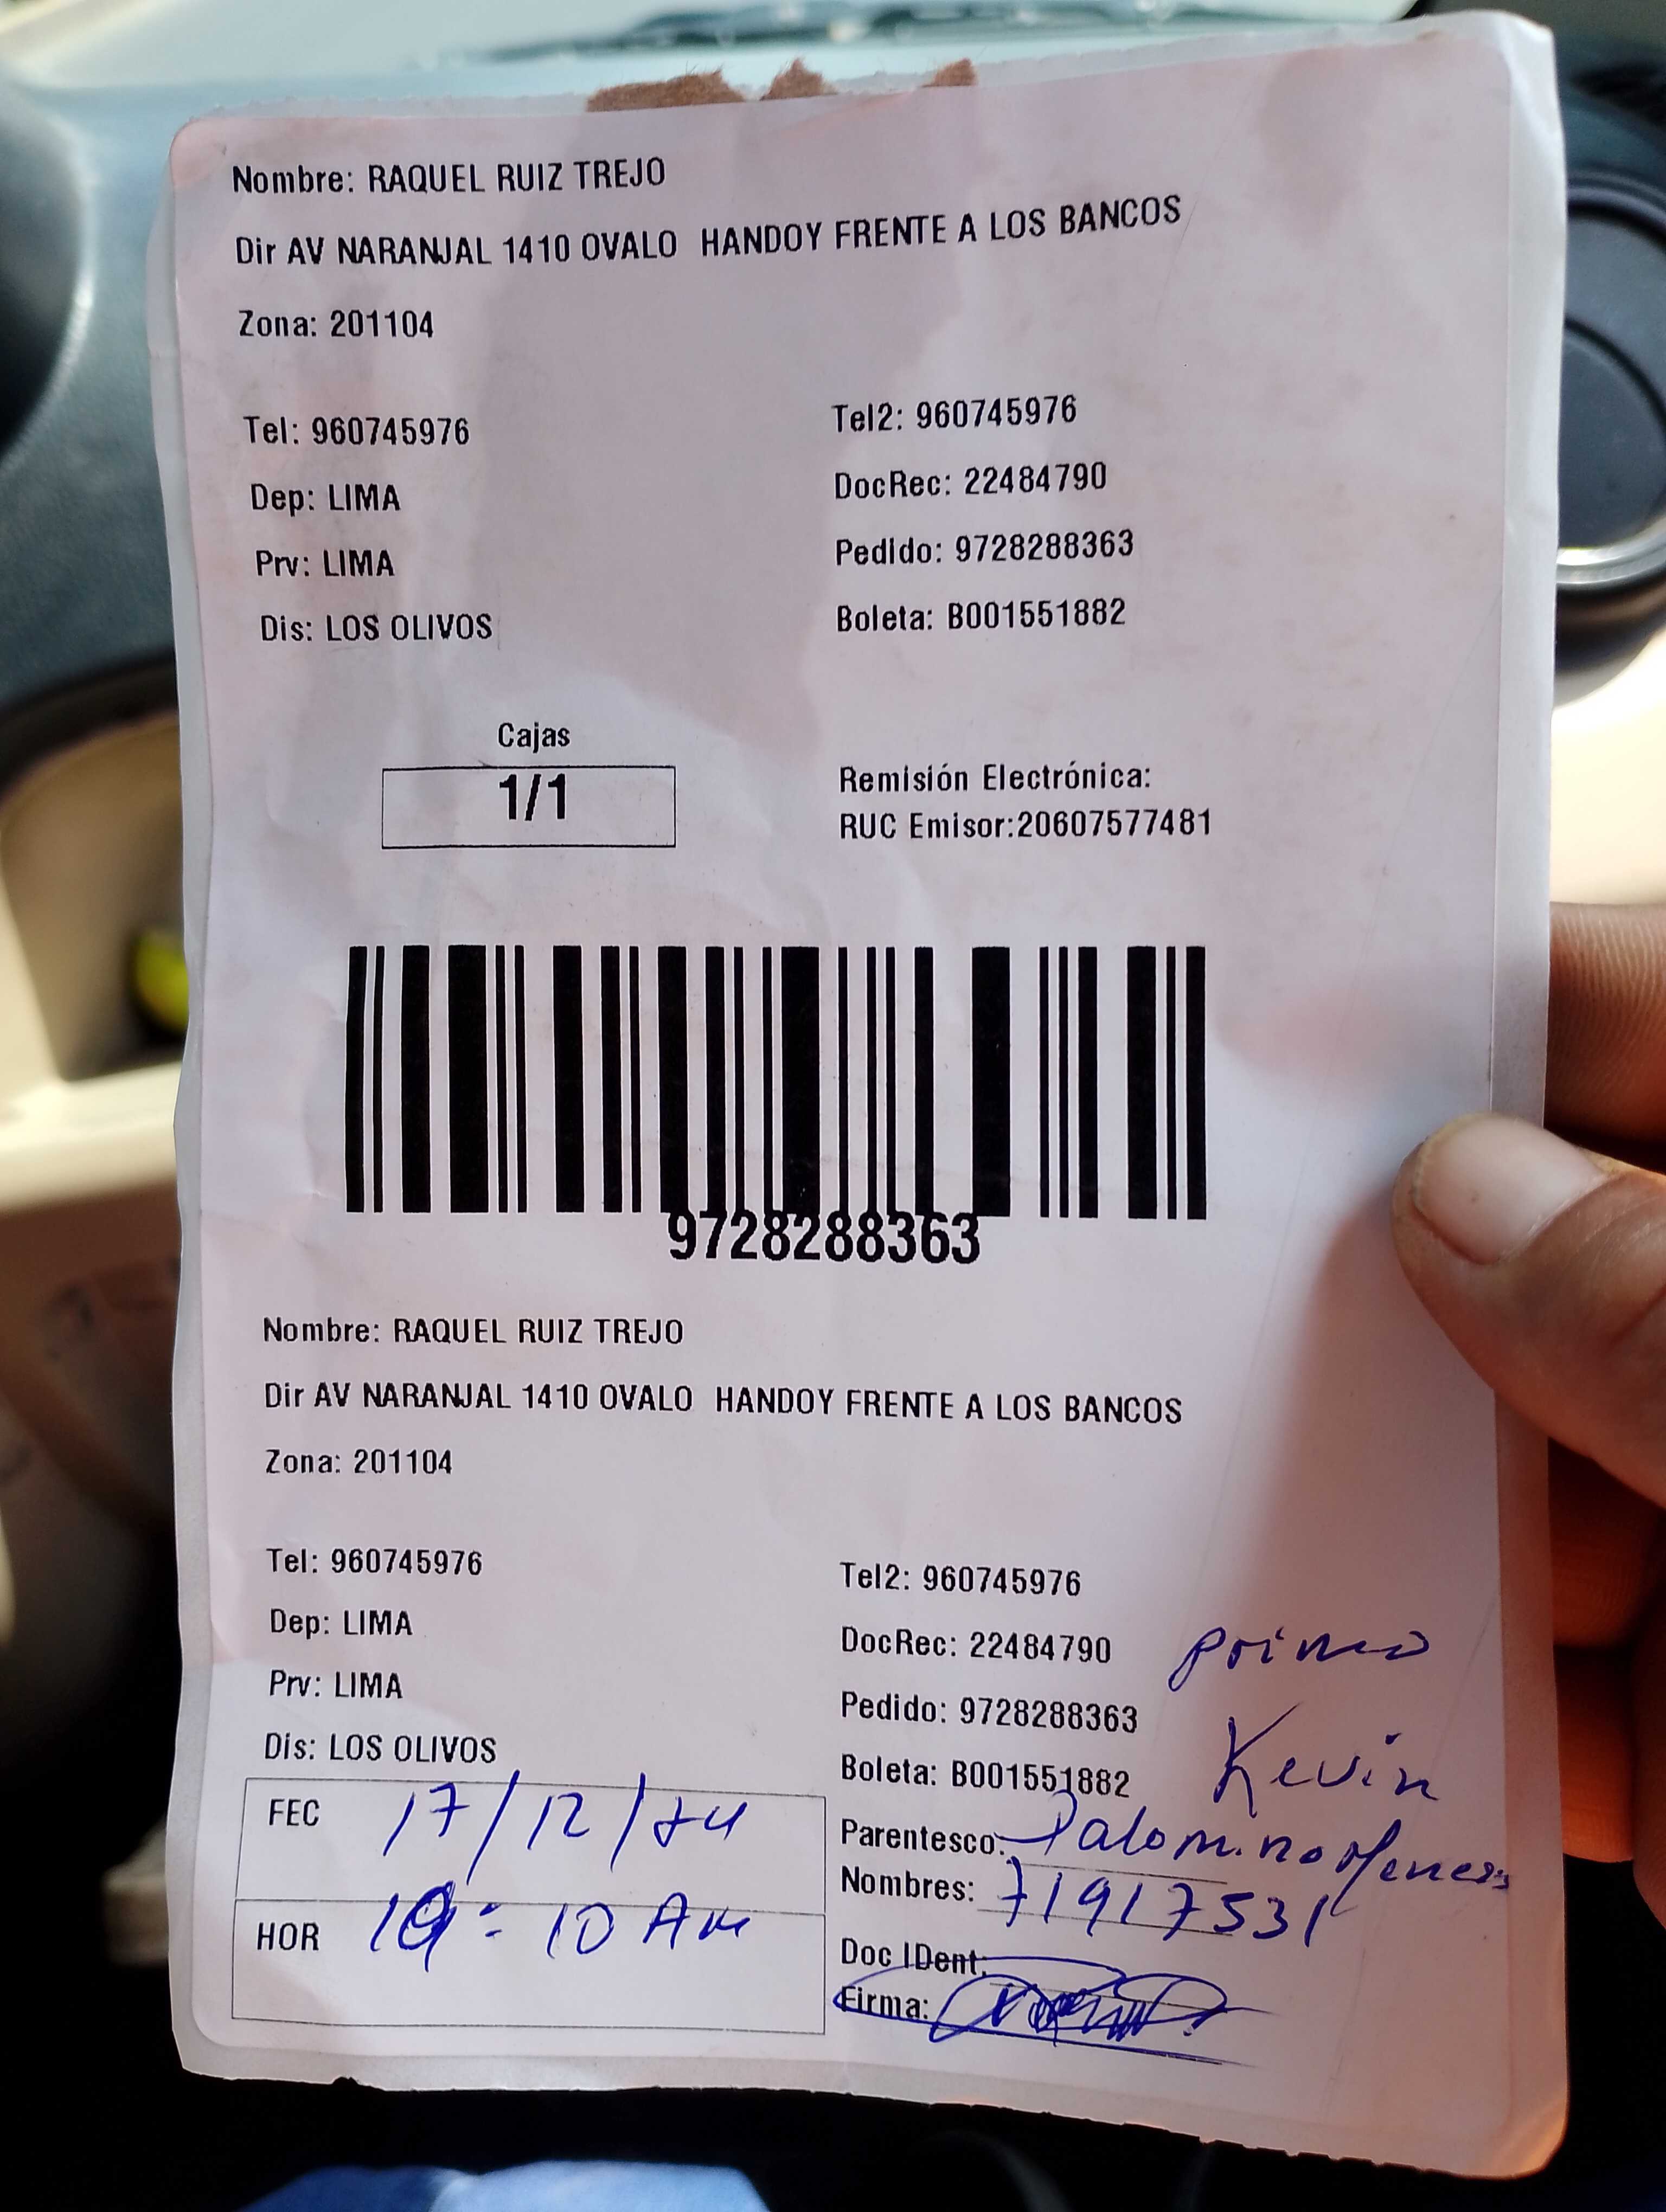 Nombre: RAQUEL RUIZ TREJO
Dir AV NARANJAL 1410 OVALO HANDOY FRENTE A LOS BANCOS
Zona: 201104
Tel: 960745976 Tel2: 960745976
Dep: LIMA DocRec: 22484790
Prv: LIMA Pedido: 9728288363
Dis: LOS OLIVOS Boleta: B001551882
Cajas
1/1
Remisión Electrónica:
RUC Emisor:20607577481
9728288363
Nombre: RAQUEL RUIZ TREJO
Dir AV NARANJAL 1410 OVALO HANDOY FRENTE A LOS BANCOS
Zona: 201104
Tel: 960745976 Tel2: 960745976
Dep: LIMA DocRec: 22484790 primo
Prv: LIMA Pedido: 9728288363
Dis: LOS OLIVOS Boleta: B001551882 Kevin
FEC 17/12/24
Parentesco: Palomino
Nombres: 71917531
HOR 10:10 Am
Doc IDent:
Firma: